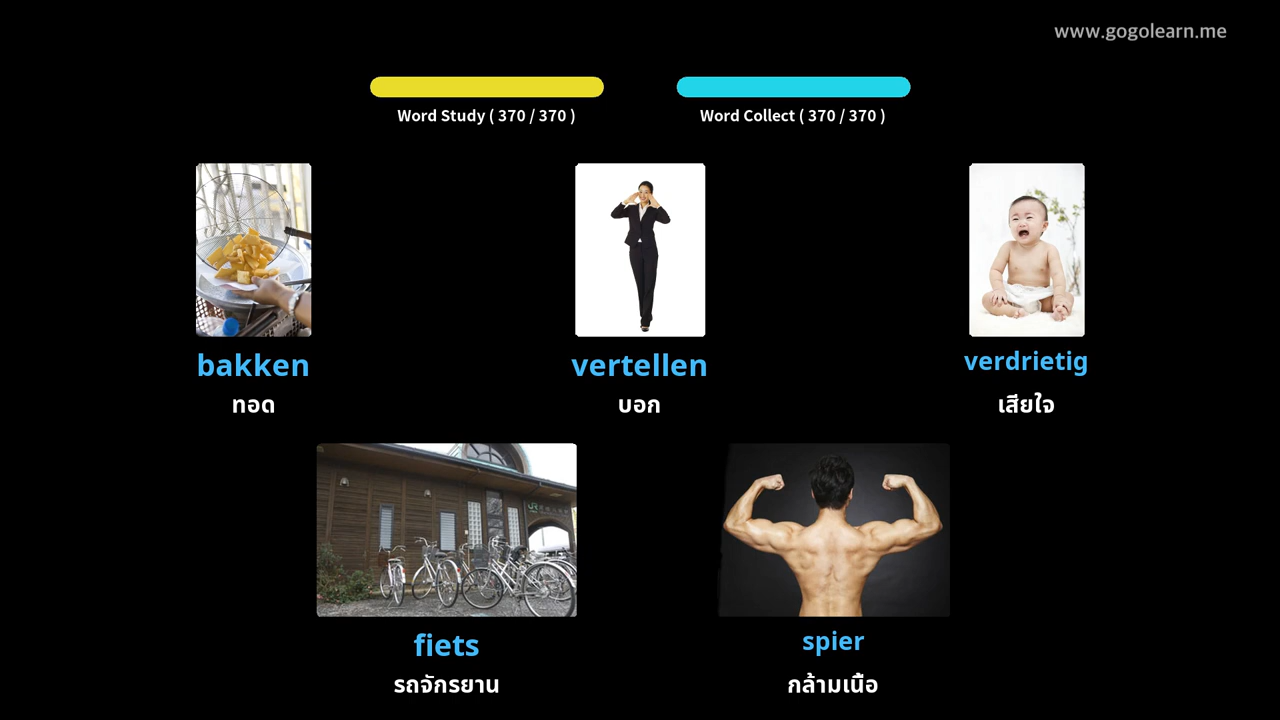 www.gogolearn.me
Word Study ( 370 / 370 )
Word Collect ( 370 / 370 )
bakken
vertellen
verdrietig
ทอด
บอก
เสียใจ
fiets
spier
รถจักรยาน
กล้ามเนื้อ